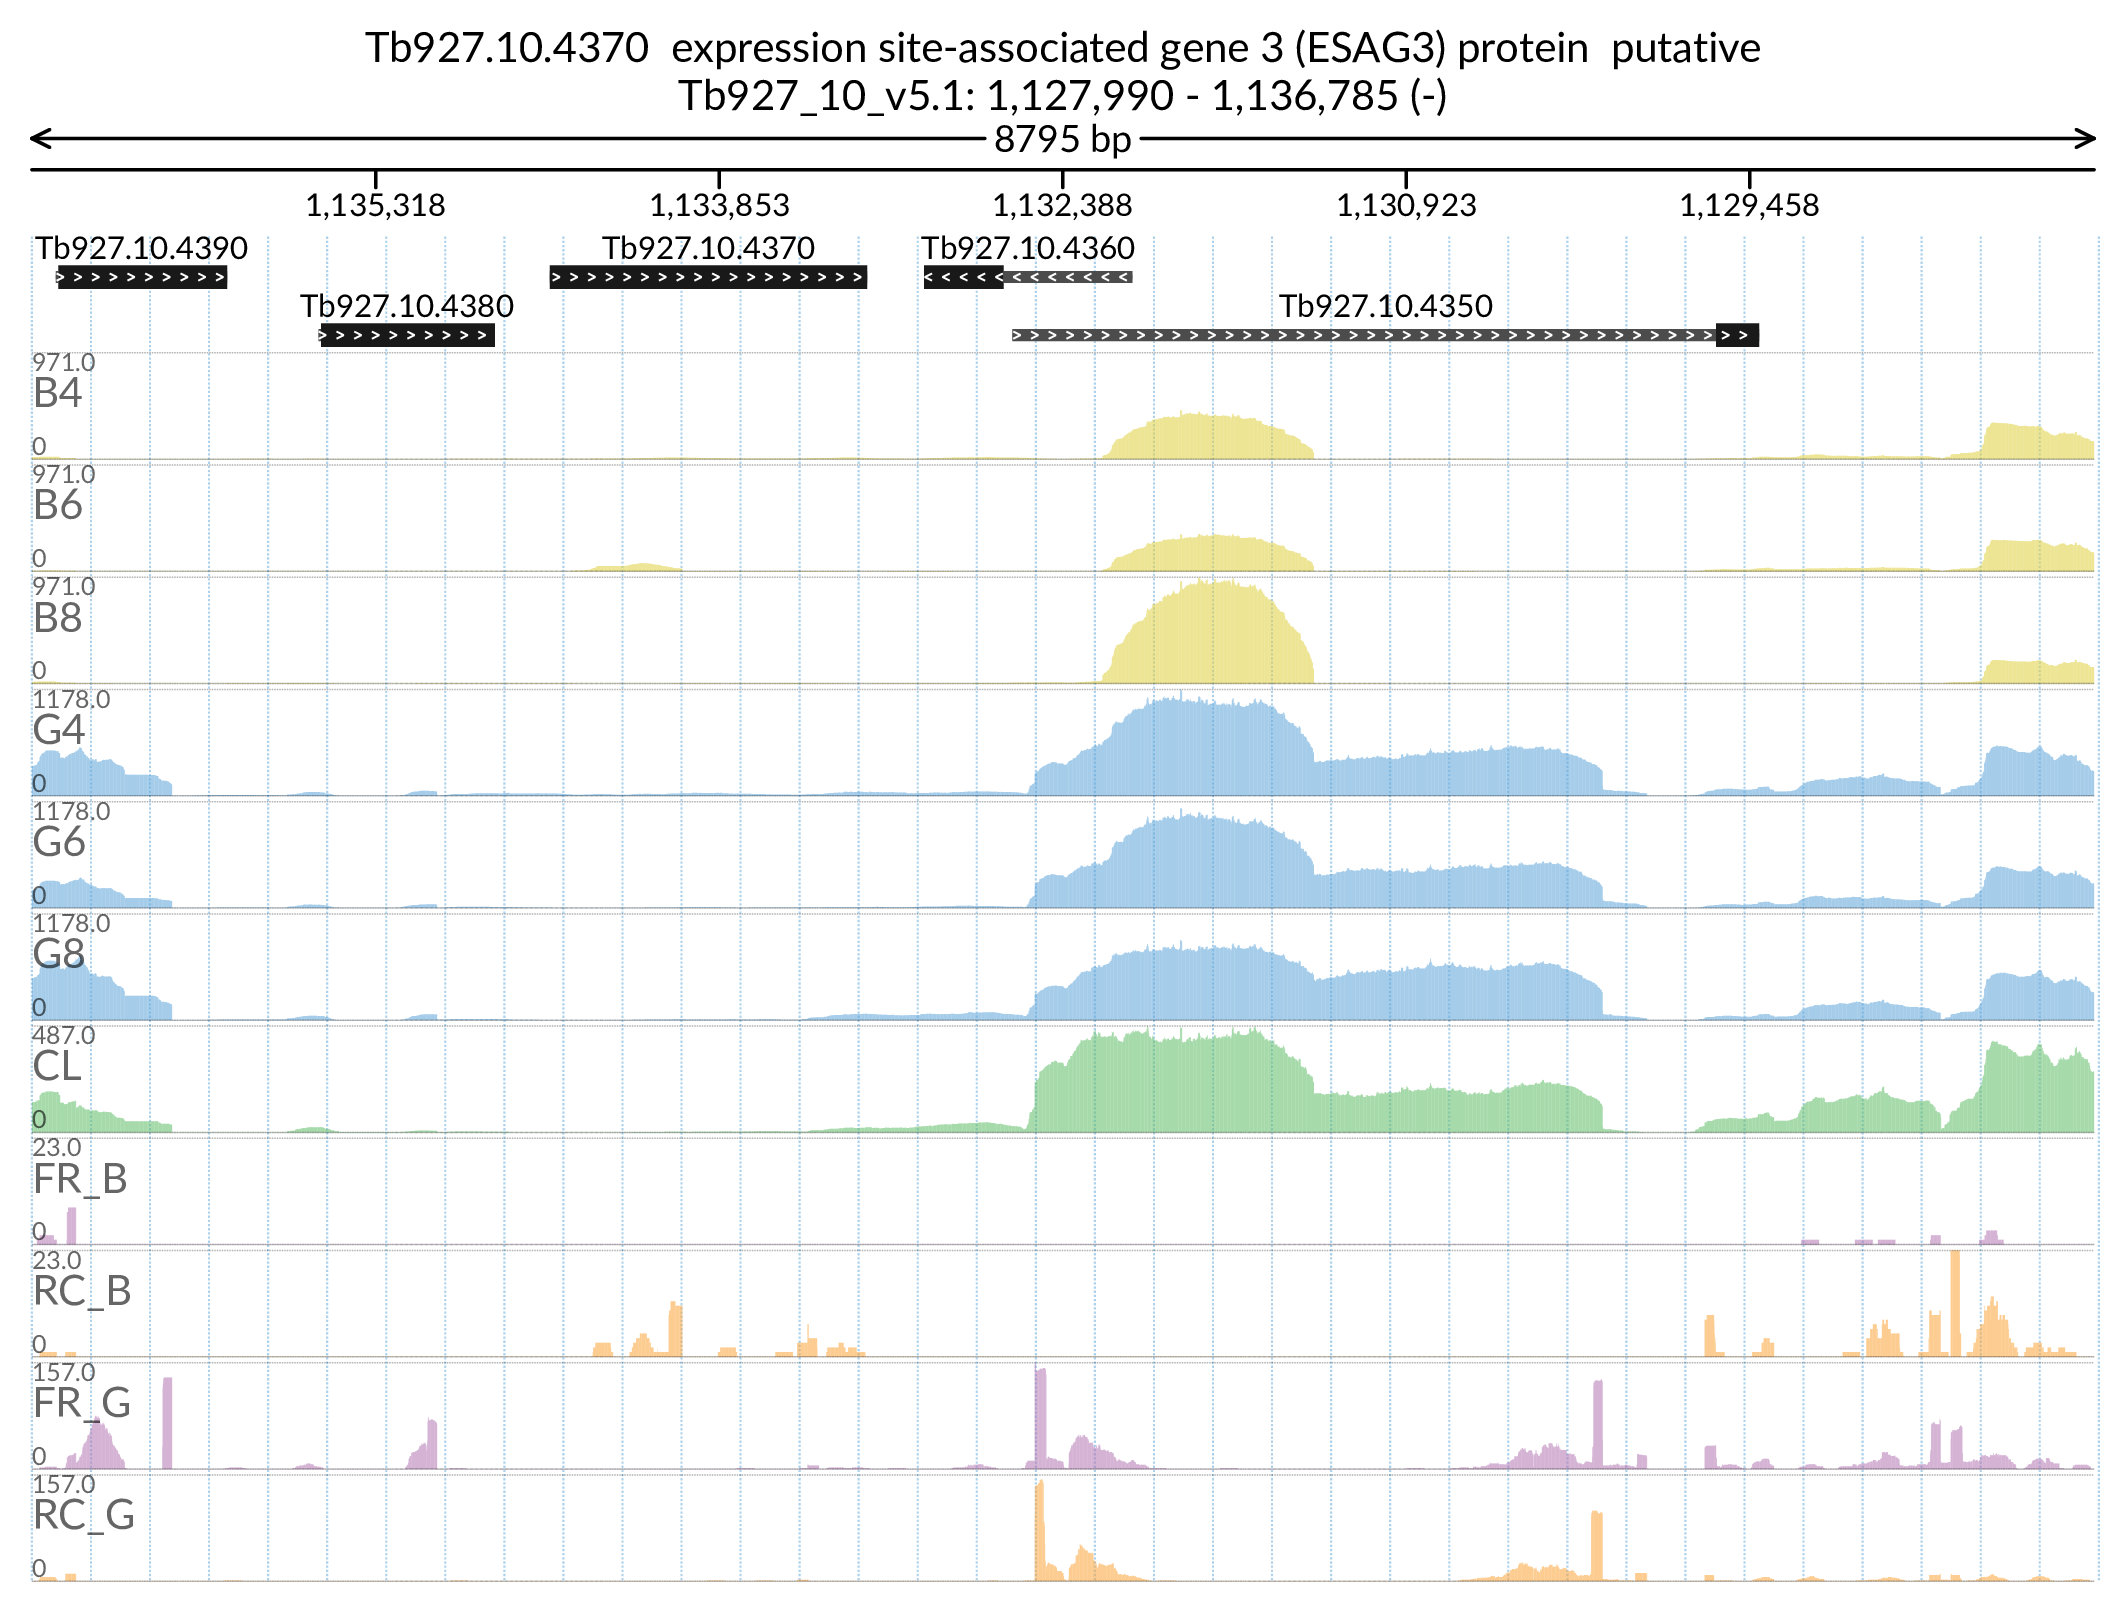 Tb927.10.4370  expression site-associated gene 3 (ESAG3) protein  putative
Tb927_10_v5.1: 1,127,990 - 1,136,785 (-)
8795 bp
1,135,318 1,133,853 1,132,388 1,130,923 1,129,458
Tb927.10.4390 Tb927.10.4370 Tb927.10.4360
Tb927.10.4380 Tb927.10.4350
971.0
B4
0
971.0
B6
0
971.0
B8
0
1178.0
G4
0
1178.0
G6
0
1178.0
G8
0
487.0
CL
0
23.0
FR_B
0
23.0
RC_B
0
157.0
FR_G
0
157.0
RC_G
0